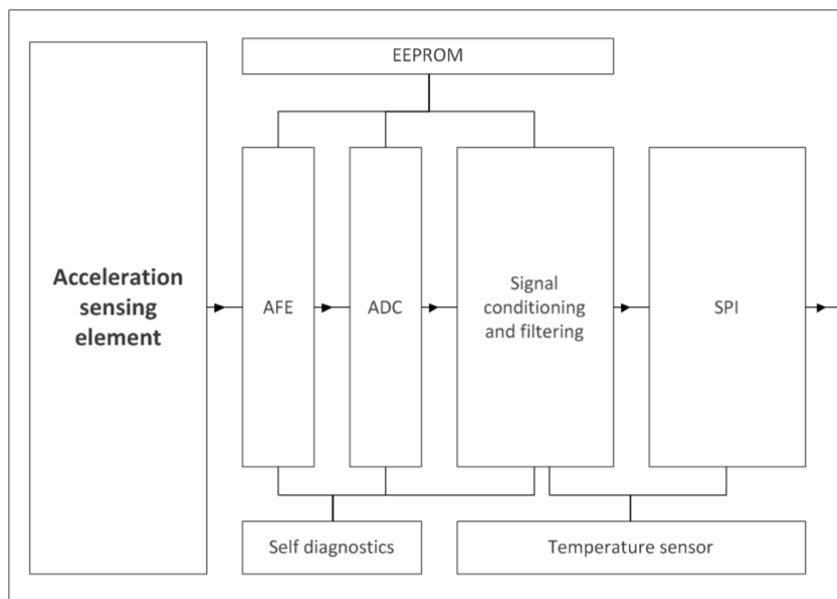 EEPROM
Acceleration
sensing
element
AFE
ADC
Signal
conditioning
and filtering
SPI
Self diagnostics
Temperature sensor